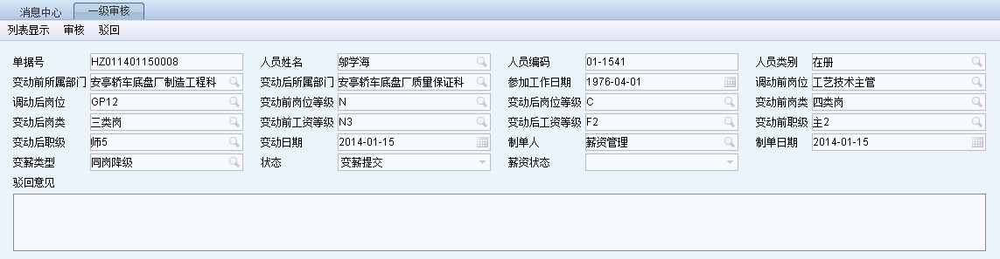 消息中心 一级审核
列表显示 审核 驳回
单据号 HZ011401150008 人员姓名 邬学海 人员编码 01-1541 人员类别 在册
变动前所属部门 安亭轿车底盘厂制造工程科 变动后所属部门 安亭轿车底盘厂质量保证科 参加工作日期 1976-04-01 调动前岗位 工艺技术主管
调动后岗位 GP12 变动前岗位等级 N 变动后岗位等级 C 变动前岗类 四类岗
变动后岗类 三类岗 变动前工资等级 N3 变动后工资等级 F2 变动前职级 主2
变动后职级 师5 变动日期 2014-01-15 制单人 薪资管理 制单日期 2014-01-15
变薪类型 同岗降级 状态 变薪提交 薪资状态
驳回意见